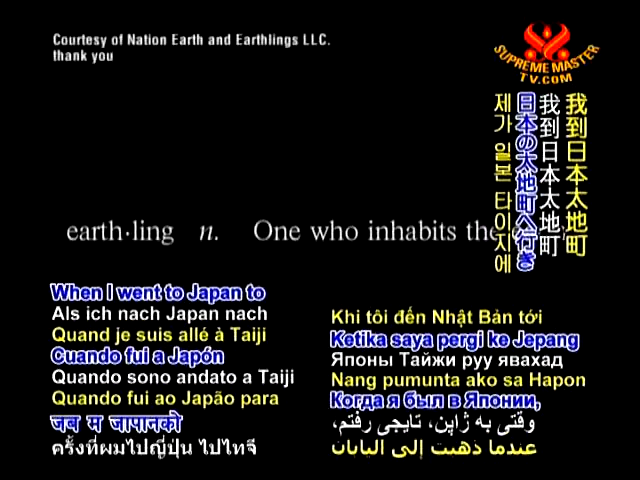 Courtesy of Nation Earth and Earthlings LLC.
thank you
SUPREME MASTER
TV.COM
earth·ling n. One who inhabits the
我到日本太地町
我到日本太地町
日本の太地町へ行き
제가 일본 타이지에
When I went to Japan to
Als ich nach Japan nach
Quand je suis allé à Taiji
Cuando fui a Japón
Quando sono andato a Taiji
Quando fui ao Japão para
जब म जापानको
ครั้งที่ผมไปญี่ปุ่น ไปไทจิ
Khi tôi đến Nhật Bản tới
Ketika saya pergi ke Jepang
Японы Тайжи руу явахад
Nang pumunta ako sa Hapon
Когда я был в Японии,
وقتی به ژاپن، تایجی رفتم،
عندما ذهبت إلى اليابان